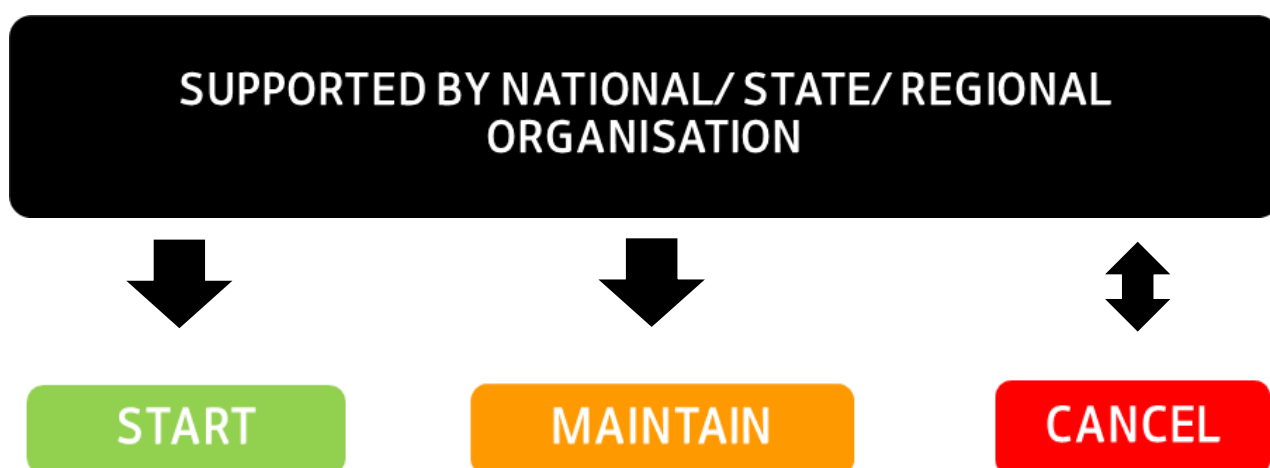 SUPPORTED BY NATIONAL/ STATE/ REGIONAL
ORGANISATION
START
MAINTAIN
CANCEL